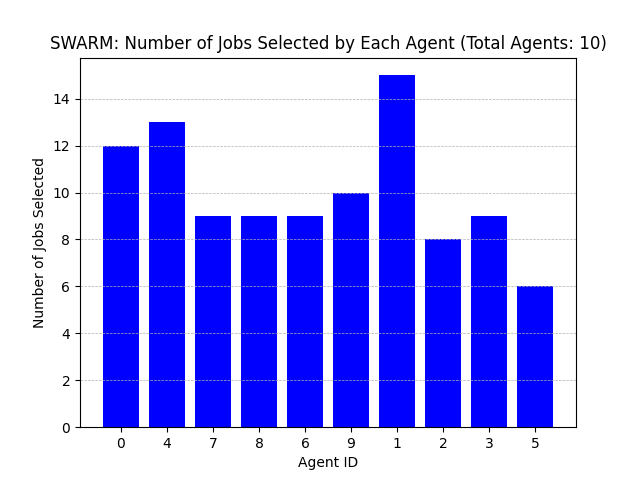 SWARM: Number of Jobs Selected by Each Agent (Total Agents: 10)
14
12
10
8
6
4
2
0
Number of Jobs Selected
0 4 7 8 6 9 1 2 3 5
Agent ID